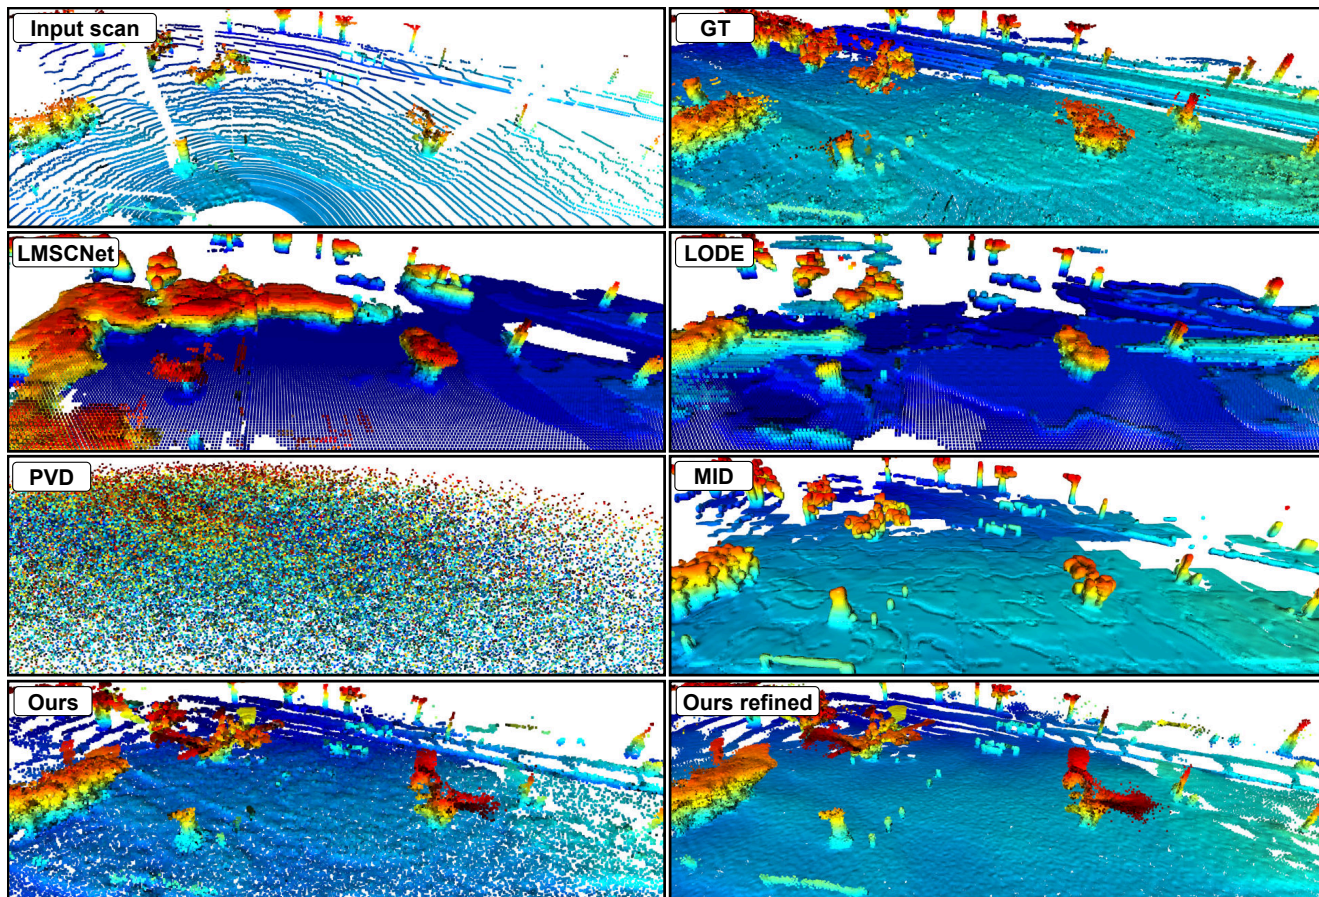 Input scan
GT
LMSCNet
LODE
PVD
MID
Ours
Ours refined